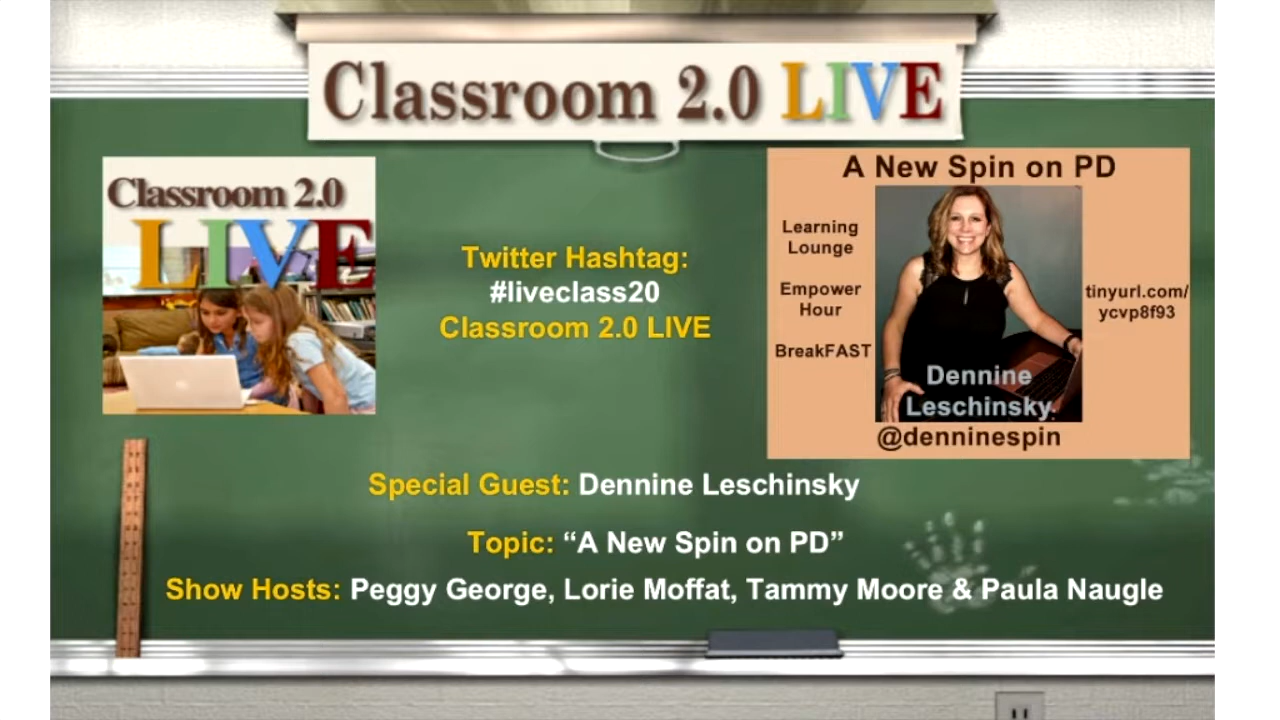 Classroom 2.0 LIVE
Classroom 2.0
LIVE
Twitter Hashtag:
#liveclass20
Classroom 2.0 LIVE
A New Spin on PD
Learning
Lounge
Empower
Hour
BreakFAST
tinyurl.com/
ycvp8f93
Dennine
Leschinsky
@denninespin
Special Guest: Dennine Leschinsky
Topic: “A New Spin on PD”
Show Hosts: Peggy George, Lorie Moffat, Tammy Moore & Paula Naugle